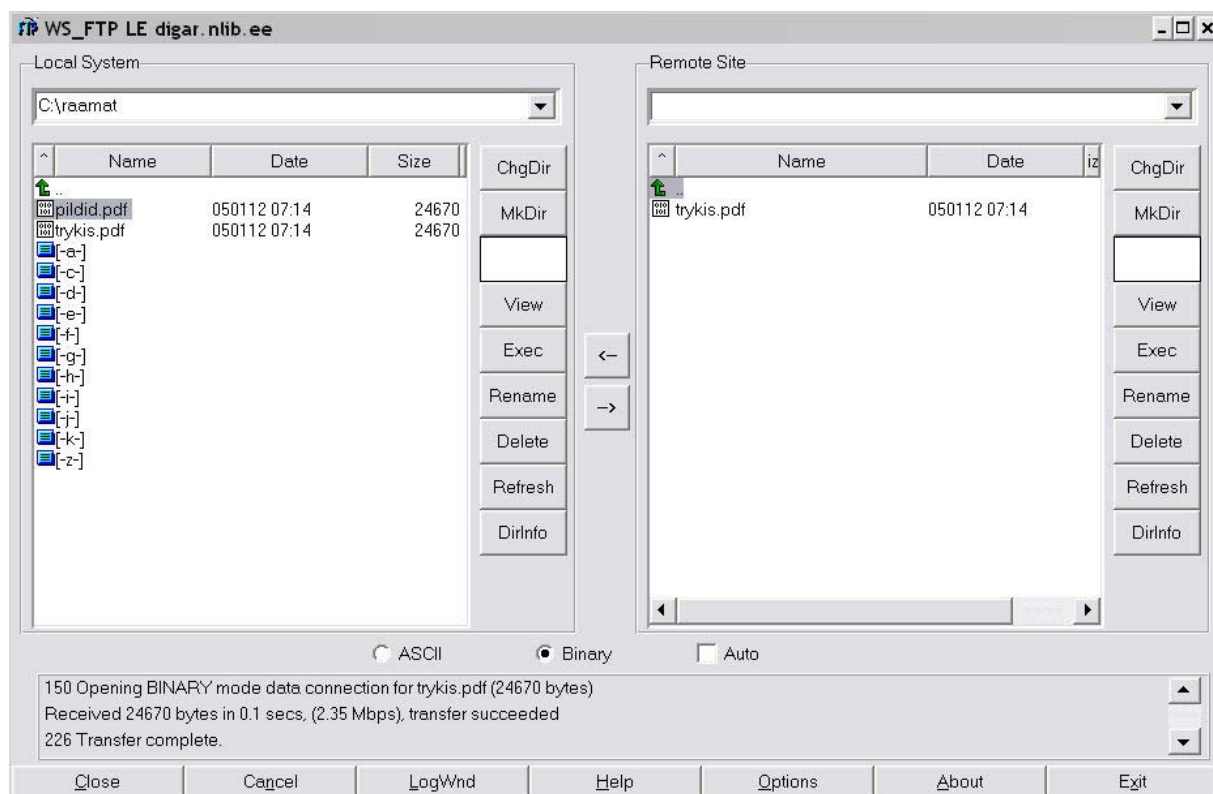 WS_FTP LE digar.nlib.ee
Local System
C:\raamat
^ Name Date Size
..
pildid.pdf 050112 07:14 24670
trykis.pdf 050112 07:14 24670
[-a-]
[-c-]
[-d-]
[-e-]
[-f-]
[-g-]
[-h-]
[-i-]
[-j-]
[-k-]
[-z-]
ChgDir
MkDir
View
Exec
Rename
Delete
Refresh
DirInfo
<--
-->
Remote Site
^ Name Date iz
..
trykis.pdf 050112 07:14
ChgDir
MkDir
View
Exec
Rename
Delete
Refresh
DirInfo
ASCII Binary Auto
150 Opening BINARY mode data connection for trykis.pdf (24670 bytes)
Received 24670 bytes in 0.1 secs, (2.35 Mbps), transfer succeeded
226 Transfer complete.
Close Cancel LogWnd Help Options About Exit